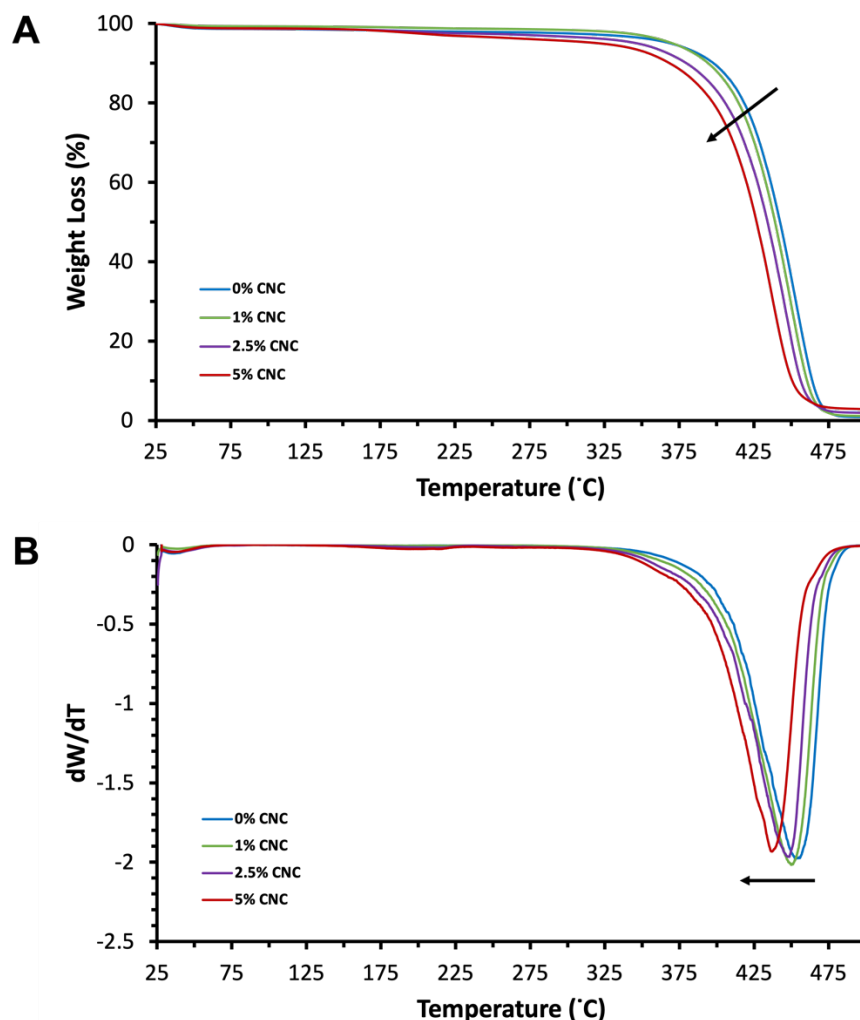 A
100
80
60
40
20
0
Weight Loss (%)
0% CNC
1% CNC
2.5% CNC
5% CNC
25 75 125 175 225 275 325 375 425 475
Temperature (˙C)
B
0
-0.5
-1
-1.5
-2
-2.5
dW/dT
0% CNC
1% CNC
2.5% CNC
5% CNC
25 75 125 175 225 275 325 375 425 475
Temperature (˙C)